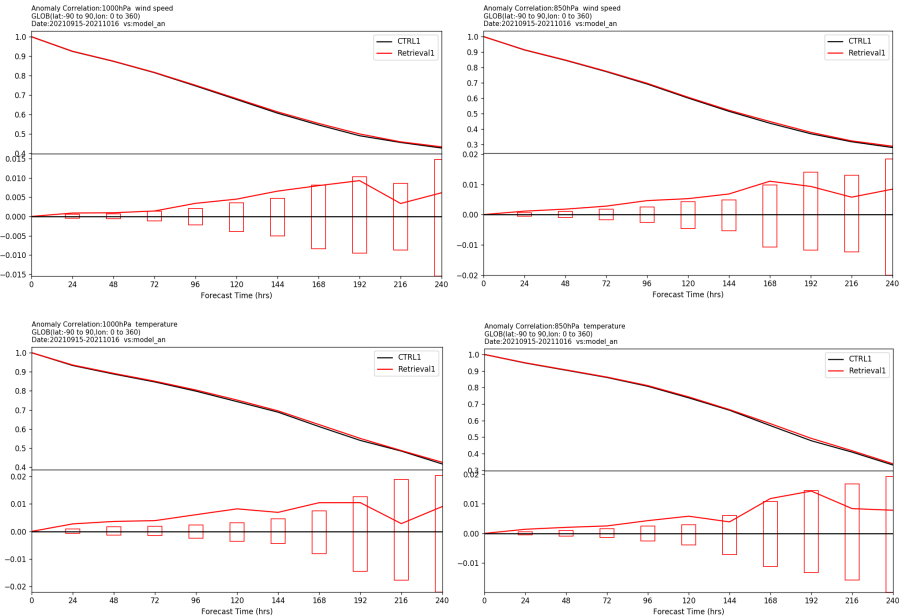 Anomaly Correlation:1000hPa  wind speed
GLOB(lat:-90 to 90,lon: 0 to 360)
Date:20210915-20211016  vs:model_an
1.0
0.9
0.8
0.7
0.6
0.5
0.4
CTRL1
Retrieval1
0.015
0.010
0.005
0.000
−0.005
−0.010
−0.015
0 24 48 72 96 120 144 168 192 216 240
Forecast Time (hrs)
Anomaly Correlation:850hPa  wind speed
GLOB(lat:-90 to 90,lon: 0 to 360)
Date:20210915-20211016  vs:model_an
1.0
0.9
0.8
0.7
0.6
0.5
0.4
0.3
CTRL1
Retrieval1
0.02
0.01
0.00
−0.01
−0.02
0 24 48 72 96 120 144 168 192 216 240
Forecast Time (hrs)
Anomaly Correlation:1000hPa  temperature
GLOB(lat:-90 to 90,lon: 0 to 360)
Date:20210915-20211016  vs:model_an
1.0
0.9
0.8
0.7
0.6
0.5
0.4
CTRL1
Retrieval1
0.02
0.01
0.00
−0.01
−0.02
0 24 48 72 96 120 144 168 192 216 240
Forecast Time (hrs)
Anomaly Correlation:850hPa  temperature
GLOB(lat:-90 to 90,lon: 0 to 360)
Date:20210915-20211016  vs:model_an
1.0
0.9
0.8
0.7
0.6
0.5
0.4
0.3
CTRL1
Retrieval1
0.02
0.01
0.00
−0.01
0 24 48 72 96 120 144 168 192 216 240
Forecast Time (hrs)